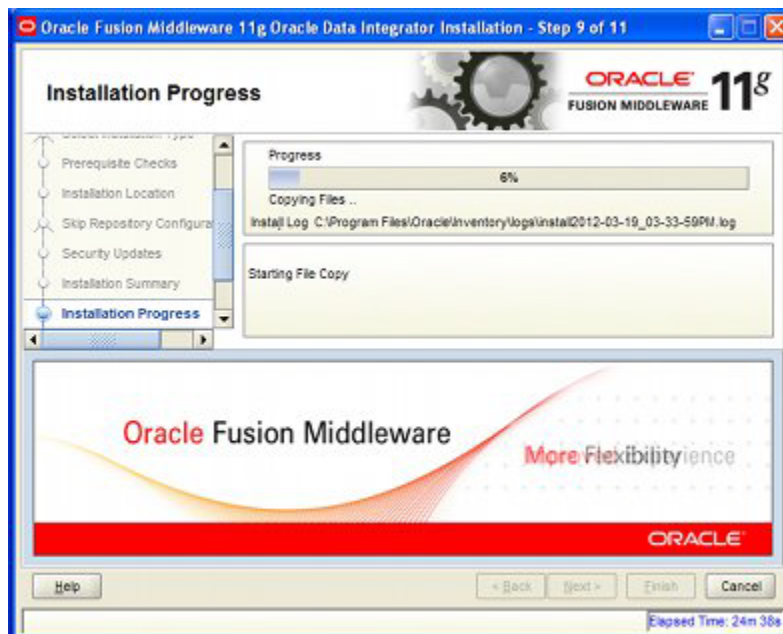 Oracle Fusion Middleware 11g Oracle Data Integrator Installation - Step 9 of 11
Installation Progress
ORACLE
FUSION MIDDLEWARE 11g
Select Installation Type
Prerequisite Checks
Installation Location
Skip Repository Configura
Security Updates
Installation Summary
Installation Progress
Progress
6%
Copying Files ..
Install Log C:\Program Files\Oracle\Inventory\logs\install2012-03-19_03-33-59PM.log
Starting File Copy
Oracle Fusion Middleware
More Flexibility
ORACLE
Help
< Back
Next >
Finish
Cancel
Elapsed Time: 24m 38s